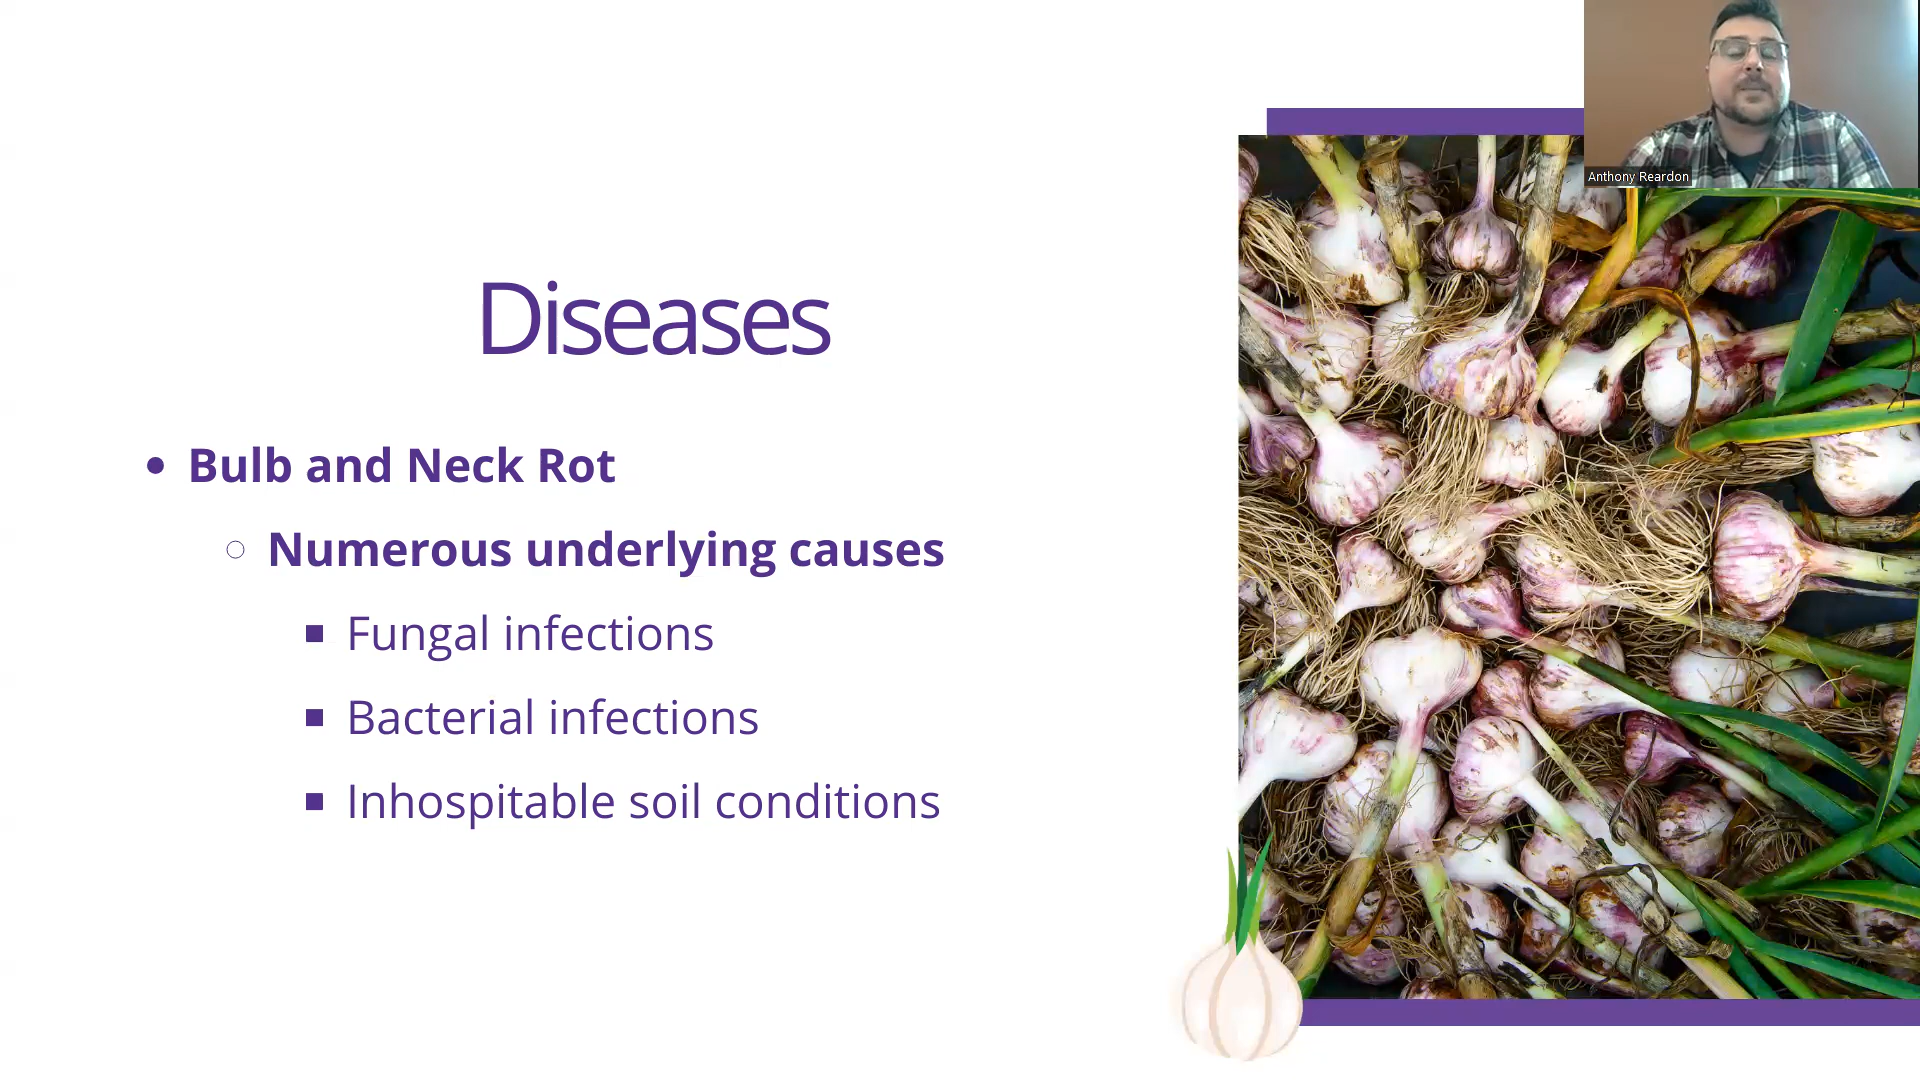 Anthony Reardon
Diseases
Bulb and Neck Rot
Numerous underlying causes
Fungal infections
Bacterial infections
Inhospitable soil conditions